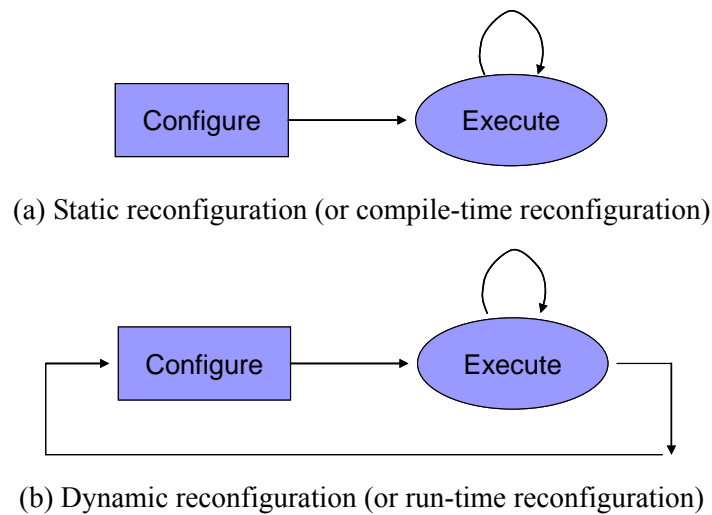 Configure
Execute
(a) Static reconfiguration (or compile-time reconfiguration)
Configure
Execute
(b) Dynamic reconfiguration (or run-time reconfiguration)